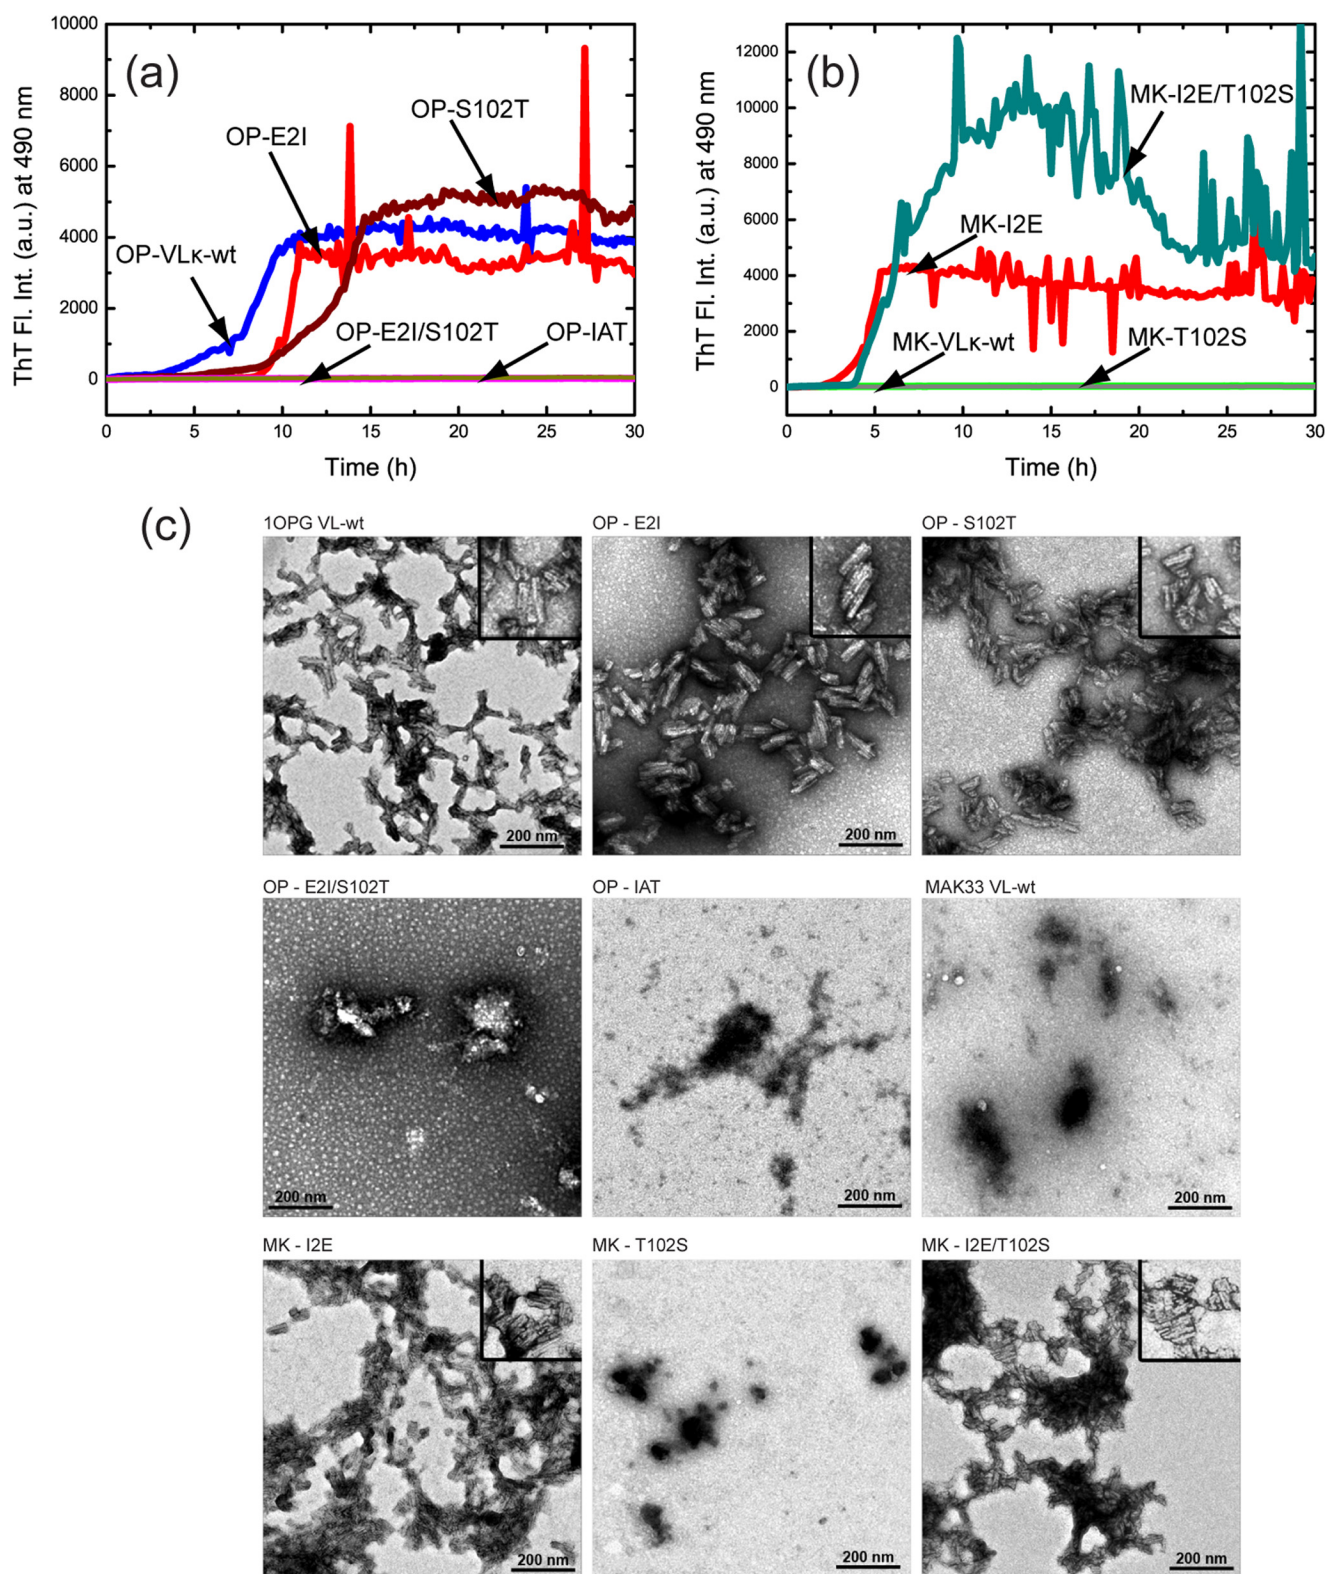 (a)
ThT Fl. Int. (a.u.) at 490 nm
10000
8000
6000
4000
2000
0
OP-S102T
OP-E2I
OP-VLκ-wt
OP-E2I/S102T
OP-IAT
0 5 10 15 20 25 30
Time (h)
(b)
ThT Fl. Int. (a.u.) at 490 nm
12000
10000
8000
6000
4000
2000
0
MK-I2E/T102S
MK-I2E
MK-VLκ-wt
MK-T102S
0 5 10 15 20 25 30
Time (h)
(c)
1OPG VL-wt
200 nm
OP - E2I
200 nm
OP - S102T
200 nm
OP - E2I/S102T
200 nm
OP - IAT
200 nm
MAK33 VL-wt
200 nm
MK - I2E
200 nm
MK - T102S
200 nm
MK - I2E/T102S
200 nm